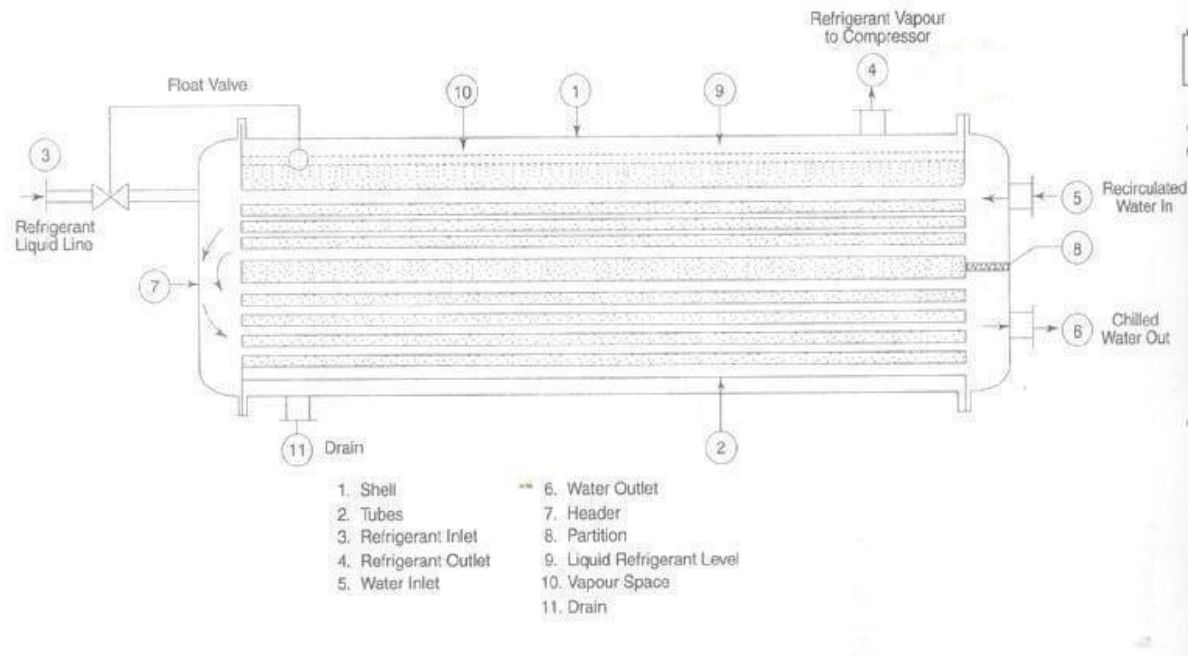 Refrigerant Vapour
to Compressor
4
Float Valve
10
1
9
3
Refrigerant
Liquid Line
5
Recirculated
Water In
8
7
6
Chilled
Water Out
11
Drain
2
1. Shell
2. Tubes
3. Refrigerant Inlet
4. Refrigerant Outlet
5. Water Inlet
6. Water Outlet
7. Header
8. Partition
9. Liquid Refrigerant Level
10. Vapour Space
11. Drain